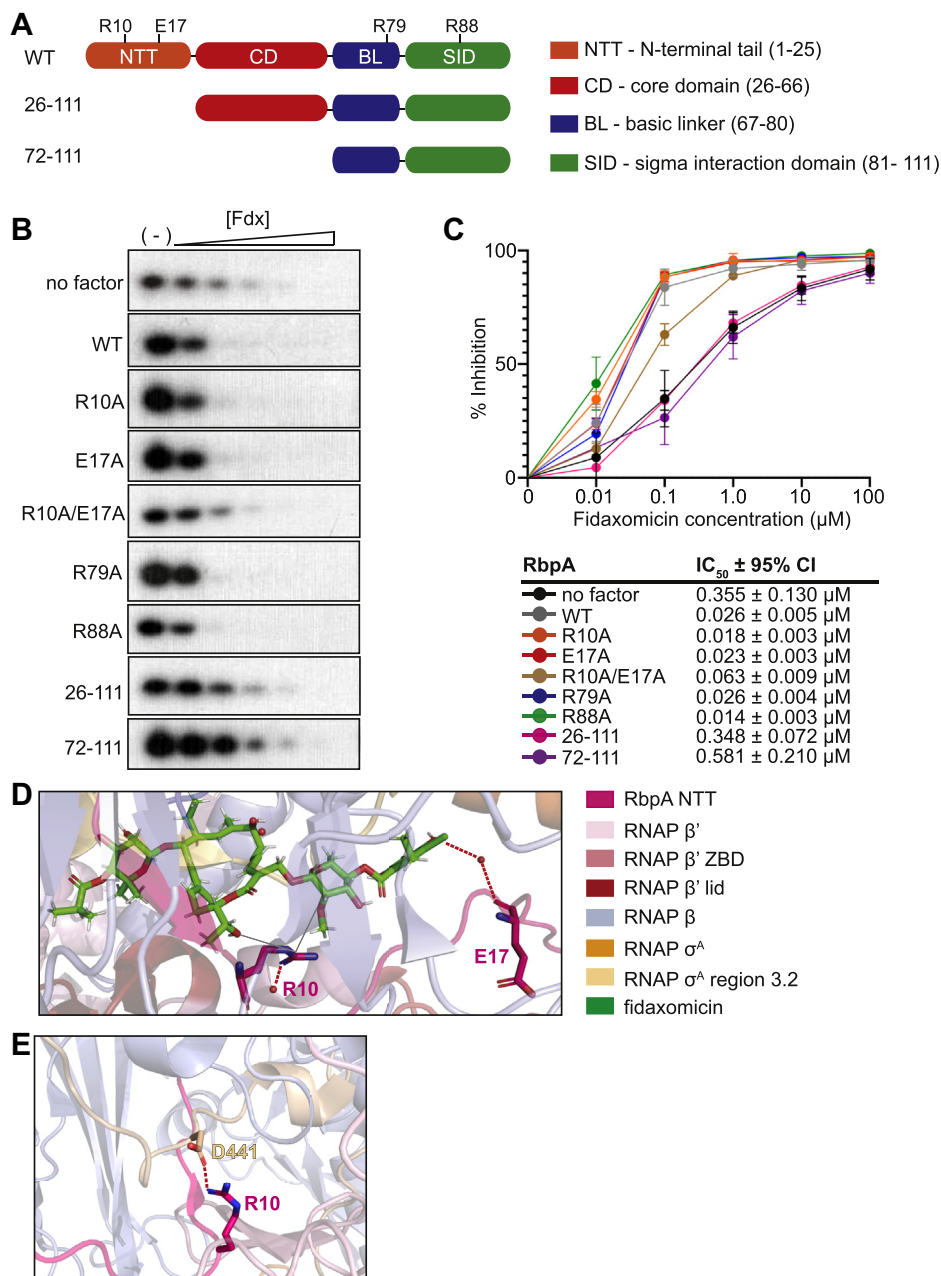 A
R10 E17 R79 R88
WT NTT CD BL SID
26-111
72-111
NTT - N-terminal tail (1-25)
CD - core domain (26-66)
BL - basic linker (67-80)
SID - sigma interaction domain (81- 111)
B
(-) [Fdx]
no factor
WT
R10A
E17A
R10A/E17A
R79A
R88A
26-111
72-111
C
% Inhibition
100
50
0
0 0.01 0.1 1.0 10 100
Fidaxomicin concentration (µM)
RbpA IC50 ± 95% CI
no factor 0.355 ± 0.130 µM
WT 0.026 ± 0.005 µM
R10A 0.018 ± 0.003 µM
E17A 0.023 ± 0.003 µM
R10A/E17A 0.063 ± 0.009 µM
R79A 0.026 ± 0.004 µM
R88A 0.014 ± 0.003 µM
26-111 0.348 ± 0.072 µM
72-111 0.581 ± 0.210 µM
D
R10
E17
RbpA NTT
RNAP β'
RNAP β' ZBD
RNAP β' lid
RNAP β
RNAP σA
RNAP σA region 3.2
fidaxomicin
E
D441
R10